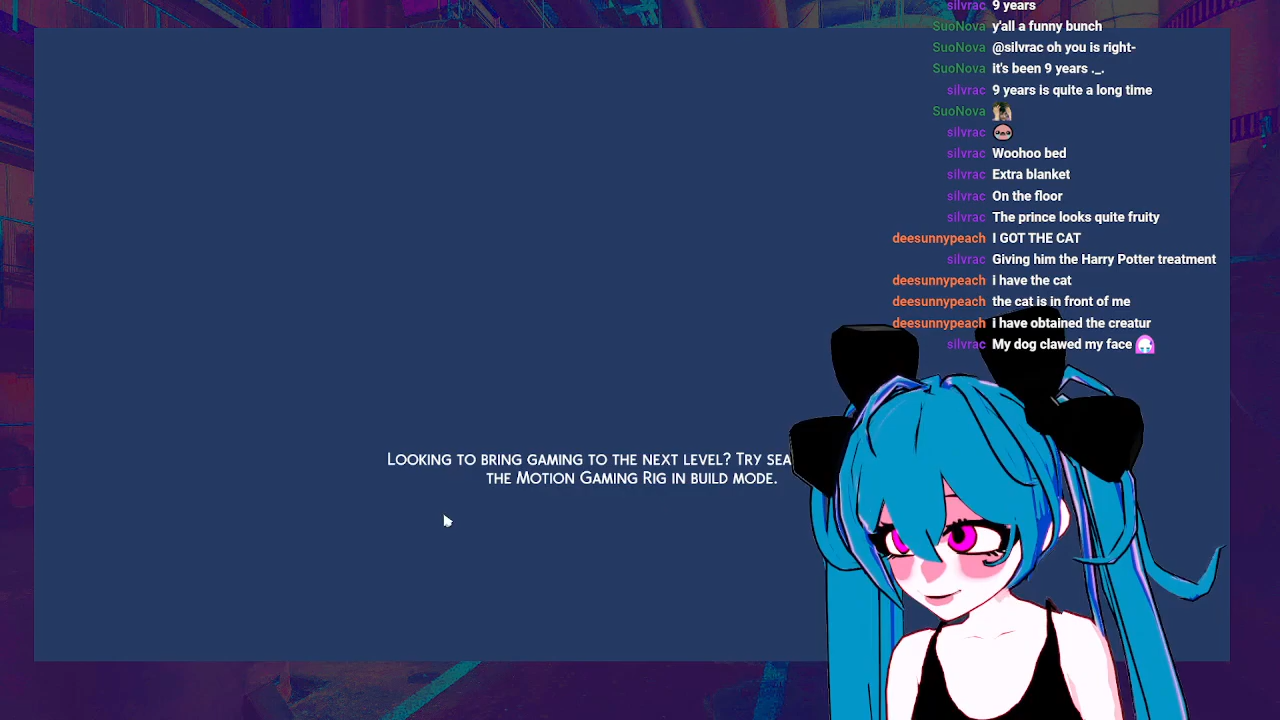 silvrac 9 years
SuoNova y'all a funny bunch
SuoNova @silvrac oh you is right-
SuoNova it's been 9 years ._.
silvrac 9 years is quite a long time
SuoNova
silvrac
silvrac Woohoo bed
silvrac Extra blanket
silvrac On the floor
silvrac The prince looks quite fruity
deesunnypeach I GOT THE CAT
silvrac Giving him the Harry Potter treatment
deesunnypeach i have the cat
deesunnypeach the cat is in front of me
deesunnypeach i have obtained the creatur
silvrac My dog clawed my face
LOOKING TO BRING GAMING TO THE NEXT LEVEL? TRY SEA
THE MOTION GAMING RIG IN BUILD MODE.